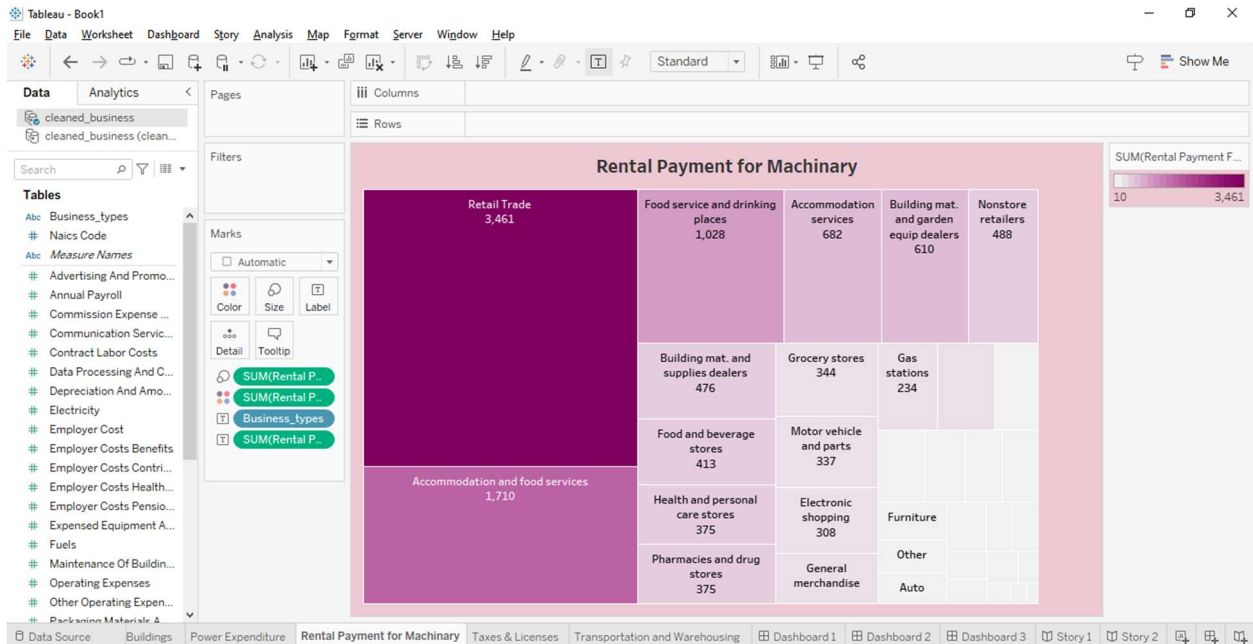 Tableau - Book1
File Data Worksheet Dashboard Story Analysis Map Format Server Window Help
Standard
Show Me
Data Analytics
Pages
Columns
cleaned_business
cleaned_business (clean...
Rows
Search
Filters
Tables
Business_types
Naics Code
Measure Names
Advertising And Promo...
Annual Payroll
Commission Expense ...
Communication Servic...
Contract Labor Costs
Data Processing And C...
Depreciation And Amo...
Electricity
Employer Cost
Employer Costs Benefits
Employer Costs Contri...
Employer Costs Health...
Employer Costs Pensio...
Expensed Equipment A...
Fuels
Maintenance Of Buildin...
Operating Expenses
Other Operating Expen...
Packaging Materials A...
Marks
Automatic
Color Size Label
Detail Tooltip
SUM(Rental P..
SUM(Rental P..
Business_types
SUM(Rental P..
Rental Payment for Machinary
Retail Trade
3,461
Accommodation and food services
1,710
Food service and drinking
places
1,028
Accommodation
services
682
Building mat.
and garden
equip dealers
610
Nonstore
retailers
488
Building mat. and
supplies dealers
476
Grocery stores
344
Gas
stations
234
Food and beverage
stores
413
Motor vehicle
and parts
337
Health and personal
care stores
375
Electronic
shopping
308
Furniture
Pharmacies and drug
stores
375
General
merchandise
Other
Auto
SUM(Rental Payment F...
10 3,461
Data Source Buildings Power Expenditure Rental Payment for Machinary Taxes & Licenses Transportation and Warehousing Dashboard 1 Dashboard 2 Dashboard 3 Story 1 Story 2